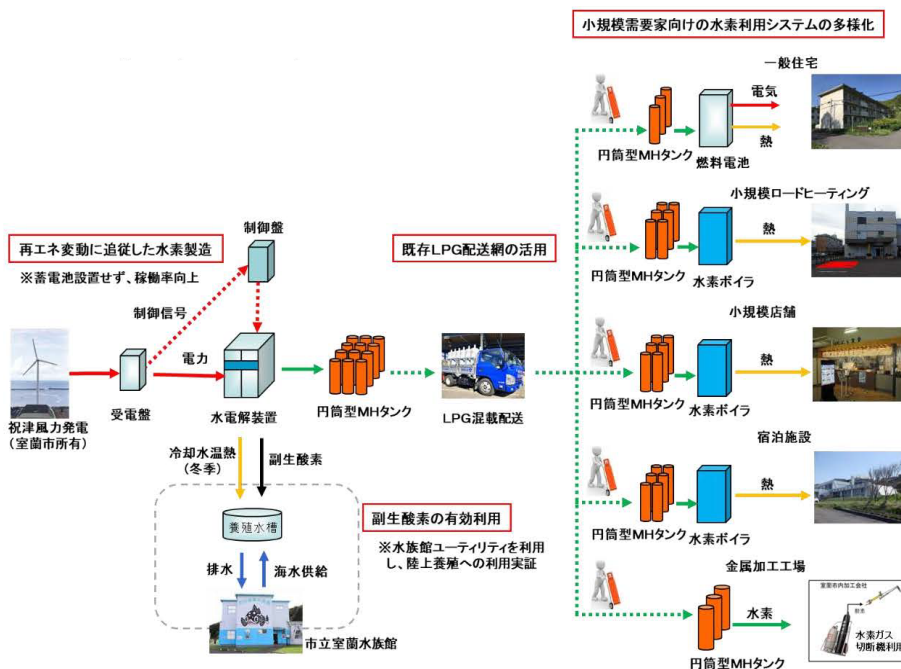 小規模需要家向けの水素利用システムの多様化
一般住宅
電気
熱
円筒型MHタンク
燃料電池
小規模ロードヒーティング
熱
円筒型MHタンク
水素ボイラ
小規模店舗
熱
円筒型MHタンク
水素ボイラ
宿泊施設
熱
円筒型MHタンク
水素ボイラ
金属加工工場
水素
円筒型MHタンク
室蘭市内加工会社
酸素
水素ガス
切断機利用
再エネ変動に追従した水素製造
※蓄電池設置せず、稼働率向上
制御盤
制御信号
電力
祝津風力発電
(室蘭市所有)
受電盤
水電解装置
円筒型MHタンク
既存LPG配送網の活用
LPG混載配送
冷却水温熱
(冬季)
副生酸素
養殖水槽
排水
海水供給
市立室蘭水族館
副生酸素の有効利用
※水族館ユーティリティを利用
し、陸上養殖への利用実証